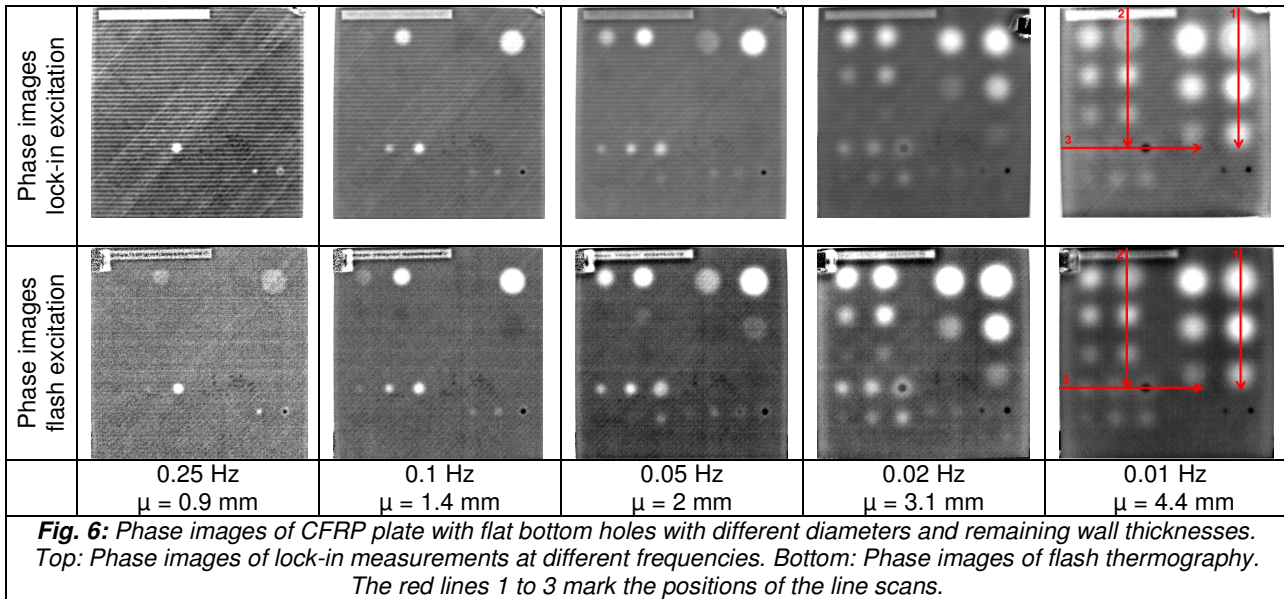 Phase images
lock-in excitation
2
1
3
Phase images
flash excitation
2
1
3
0.25 Hz
μ = 0.9 mm
0.1 Hz
μ = 1.4 mm
0.05 Hz
μ = 2 mm
0.02 Hz
μ = 3.1 mm
0.01 Hz
μ = 4.4 mm
Fig. 6: Phase images of CFRP plate with flat bottom holes with different diameters and remaining wall thicknesses.
Top: Phase images of lock-in measurements at different frequencies. Bottom: Phase images of flash thermography.
The red lines 1 to 3 mark the positions of the line scans.